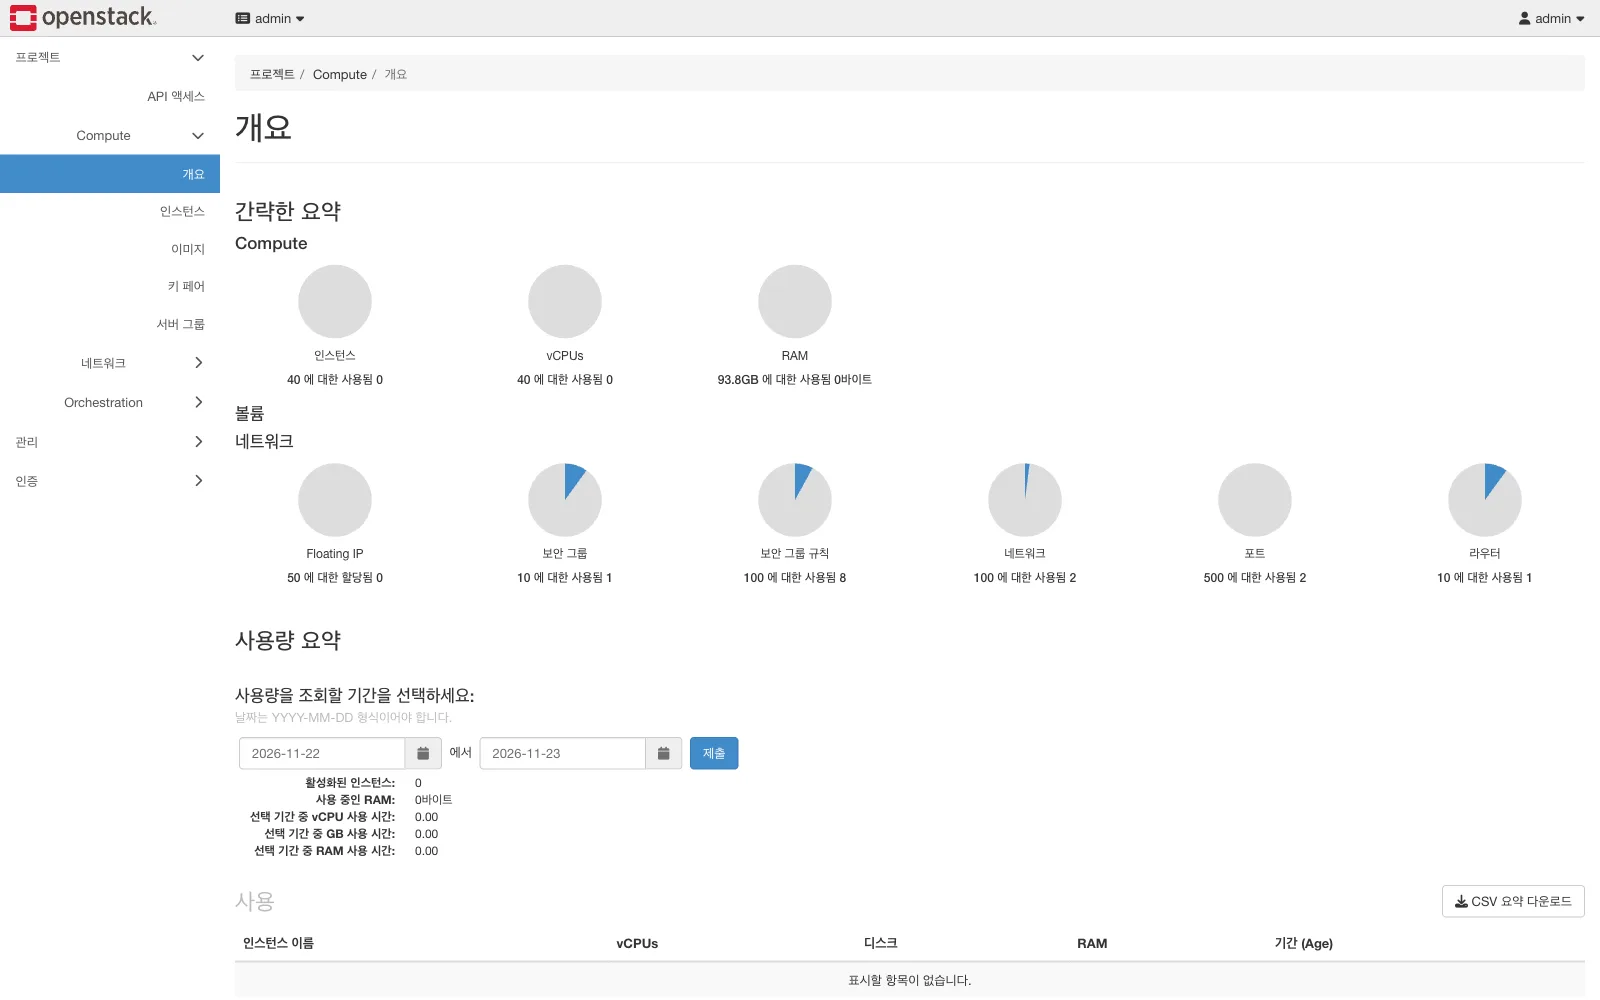 openstack.
admin
admin
프로젝트
API 액세스
Compute
개요
인스턴스
이미지
키 페어
서버 그룹
네트워크
Orchestration
관리
인증
프로젝트 / Compute / 개요
개요
간략한 요약
Compute
인스턴스
40 에 대한 사용됨 0
vCPUs
40 에 대한 사용됨 0
RAM
93.8GB 에 대한 사용됨 0바이트
볼륨
네트워크
Floating IP
50 에 대한 할당됨 0
보안 그룹
10 에 대한 사용됨 1
보안 그룹 규칙
100 에 대한 사용됨 8
네트워크
100 에 대한 사용됨 2
포트
500 에 대한 사용됨 2
라우터
10 에 대한 사용됨 1
사용량 요약
사용량을 조회할 기간을 선택하세요:
날짜는 YYYY-MM-DD 형식이어야 합니다.
2026-11-22 에서 2026-11-23 제출
활성화된 인스턴스: 0
사용 중인 RAM: 0바이트
선택 기간 중 vCPU 사용 시간: 0.00
선택 기간 중 GB 사용 시간: 0.00
선택 기간 중 RAM 사용 시간: 0.00
사용
CSV 요약 다운로드
인스턴스 이름 vCPUs 디스크 RAM 기간 (Age)
표시할 항목이 없습니다.